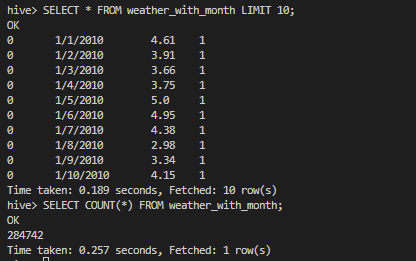 hive> SELECT * FROM weather_with_month LIMIT 10;
OK
0 1/1/2010 4.61 1
0 1/2/2010 3.91 1
0 1/3/2010 3.66 1
0 1/4/2010 3.75 1
0 1/5/2010 5.0 1
0 1/6/2010 4.95 1
0 1/7/2010 4.38 1
0 1/8/2010 2.98 1
0 1/9/2010 3.34 1
0 1/10/2010 4.15 1
Time taken: 0.189 seconds, Fetched: 10 row(s)
hive> SELECT COUNT(*) FROM weather_with_month;
OK
284742
Time taken: 0.257 seconds, Fetched: 1 row(s)